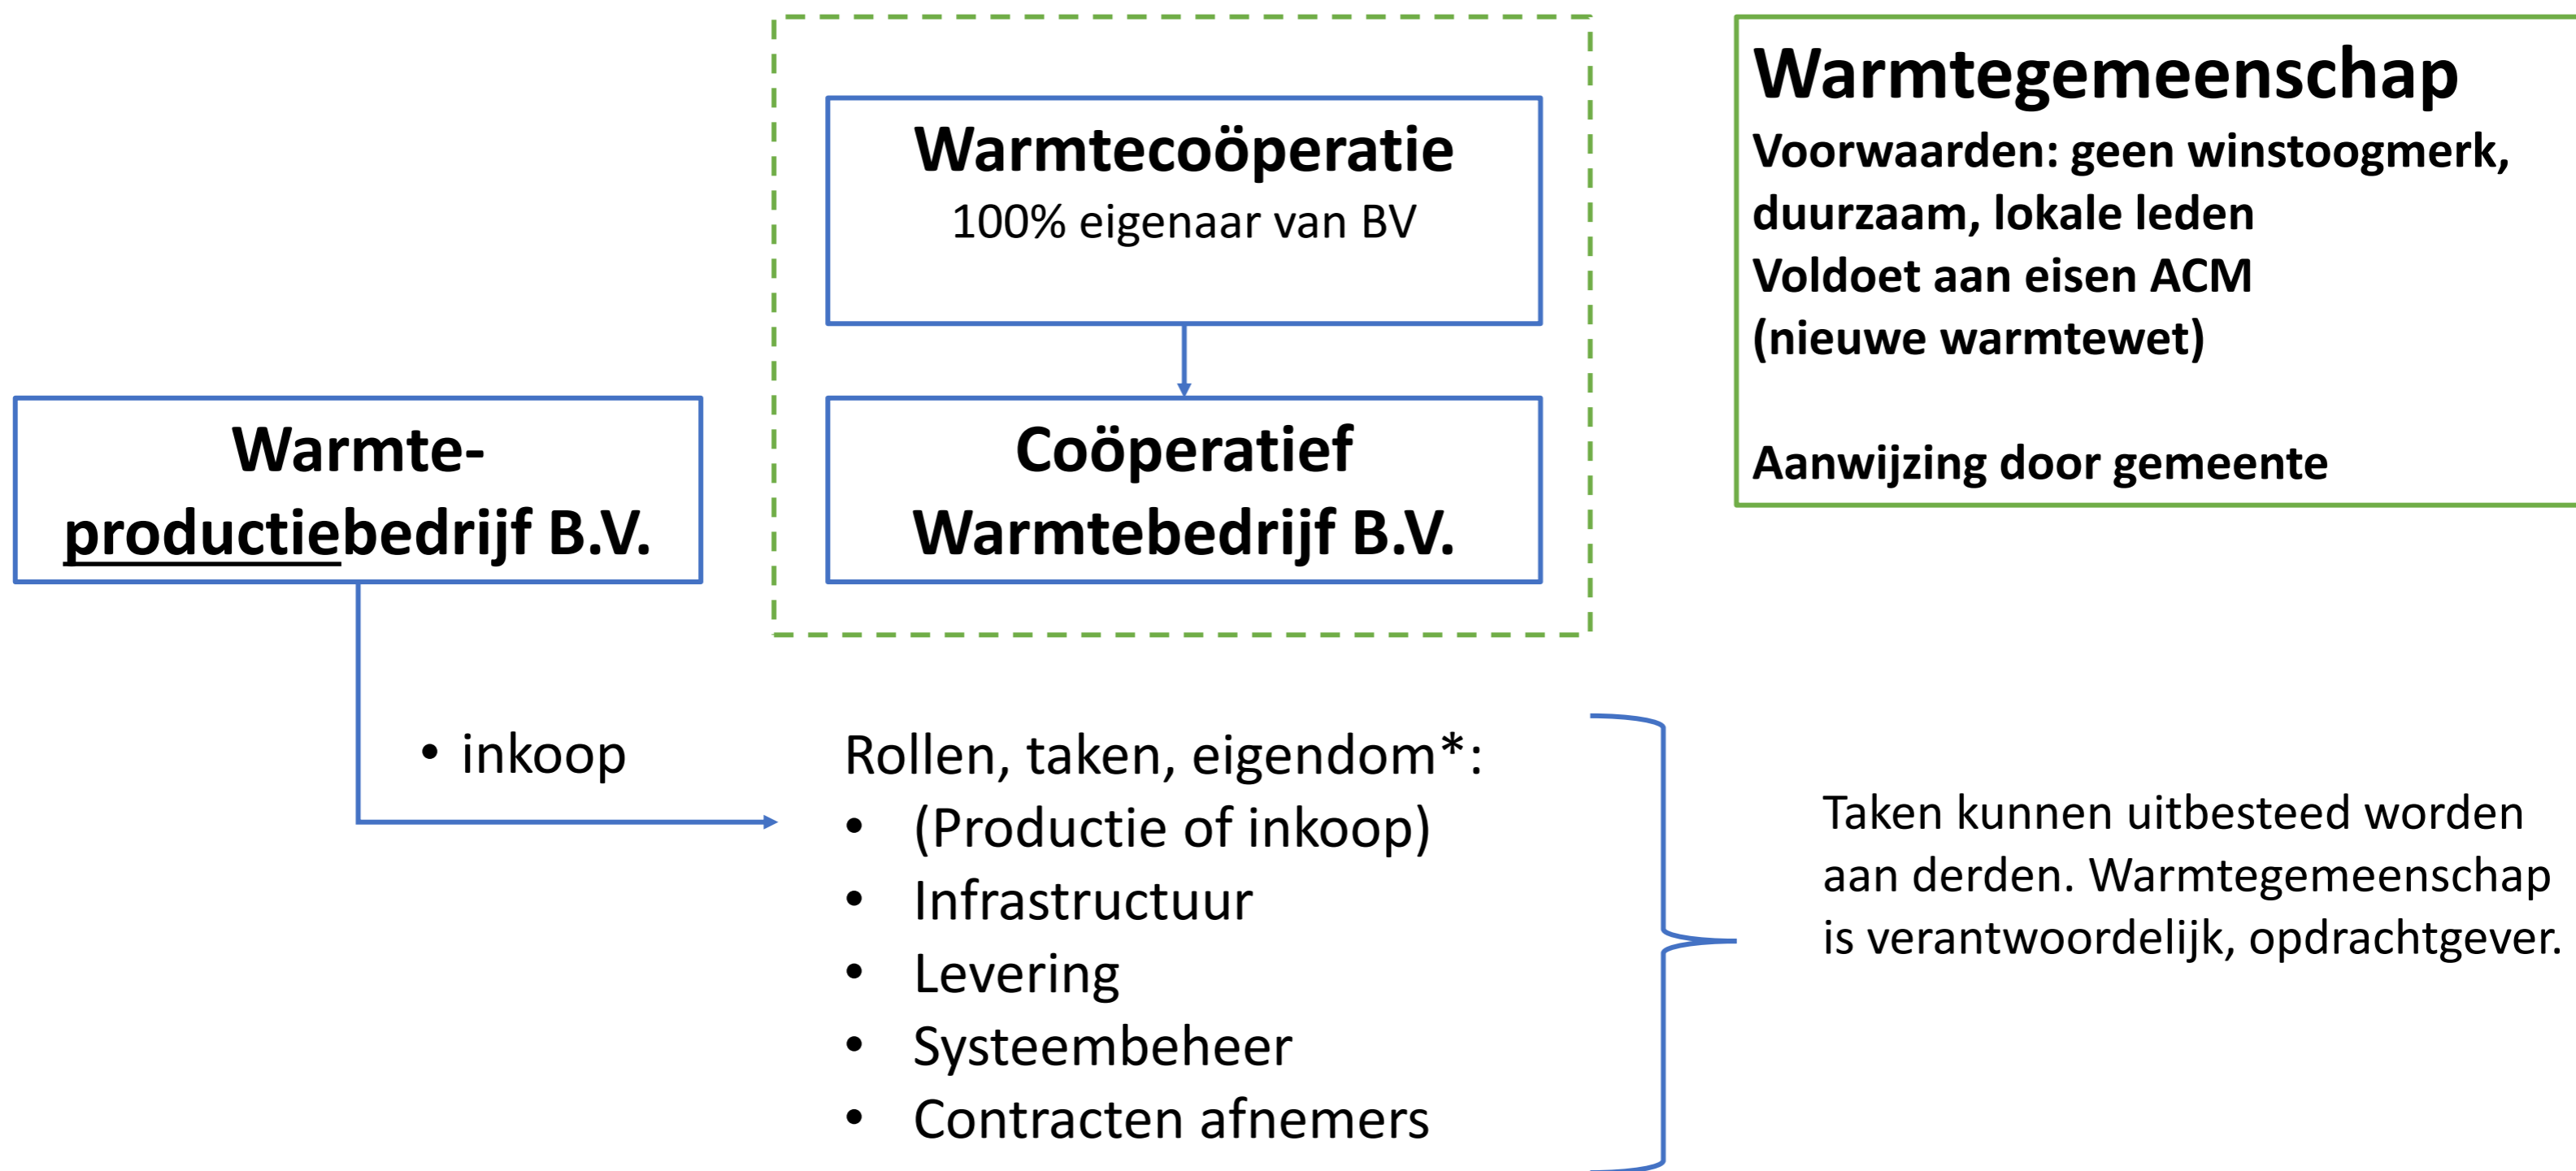 Warmtecoöperatie
100% eigenaar van BV
Warmtegemeenschap
Voorwaarden: geen winstoogmerk,
duurzaam, lokale leden
Voldoet aan eisen ACM
(nieuwe warmtewet)
Aanwijzing door gemeente
Warmte-
productiebedrijf B.V.
Coöperatief
Warmtebedrijf B.V.
• inkoop
Rollen, taken, eigendom*:
• (Productie of inkoop)
• Infrastructuur
• Levering
• Systeembeheer
• Contracten afnemers
Taken kunnen uitbesteed worden
aan derden. Warmtegemeenschap
is verantwoordelijk, opdrachtgever.